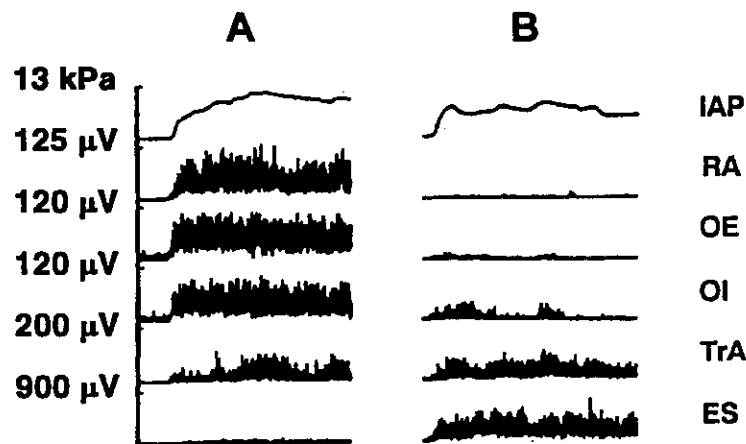 A B
13 kPa
IAP
125 µV
RA
120 µV
OE
120 µV
OI
200 µV
TrA
900 µV
ES